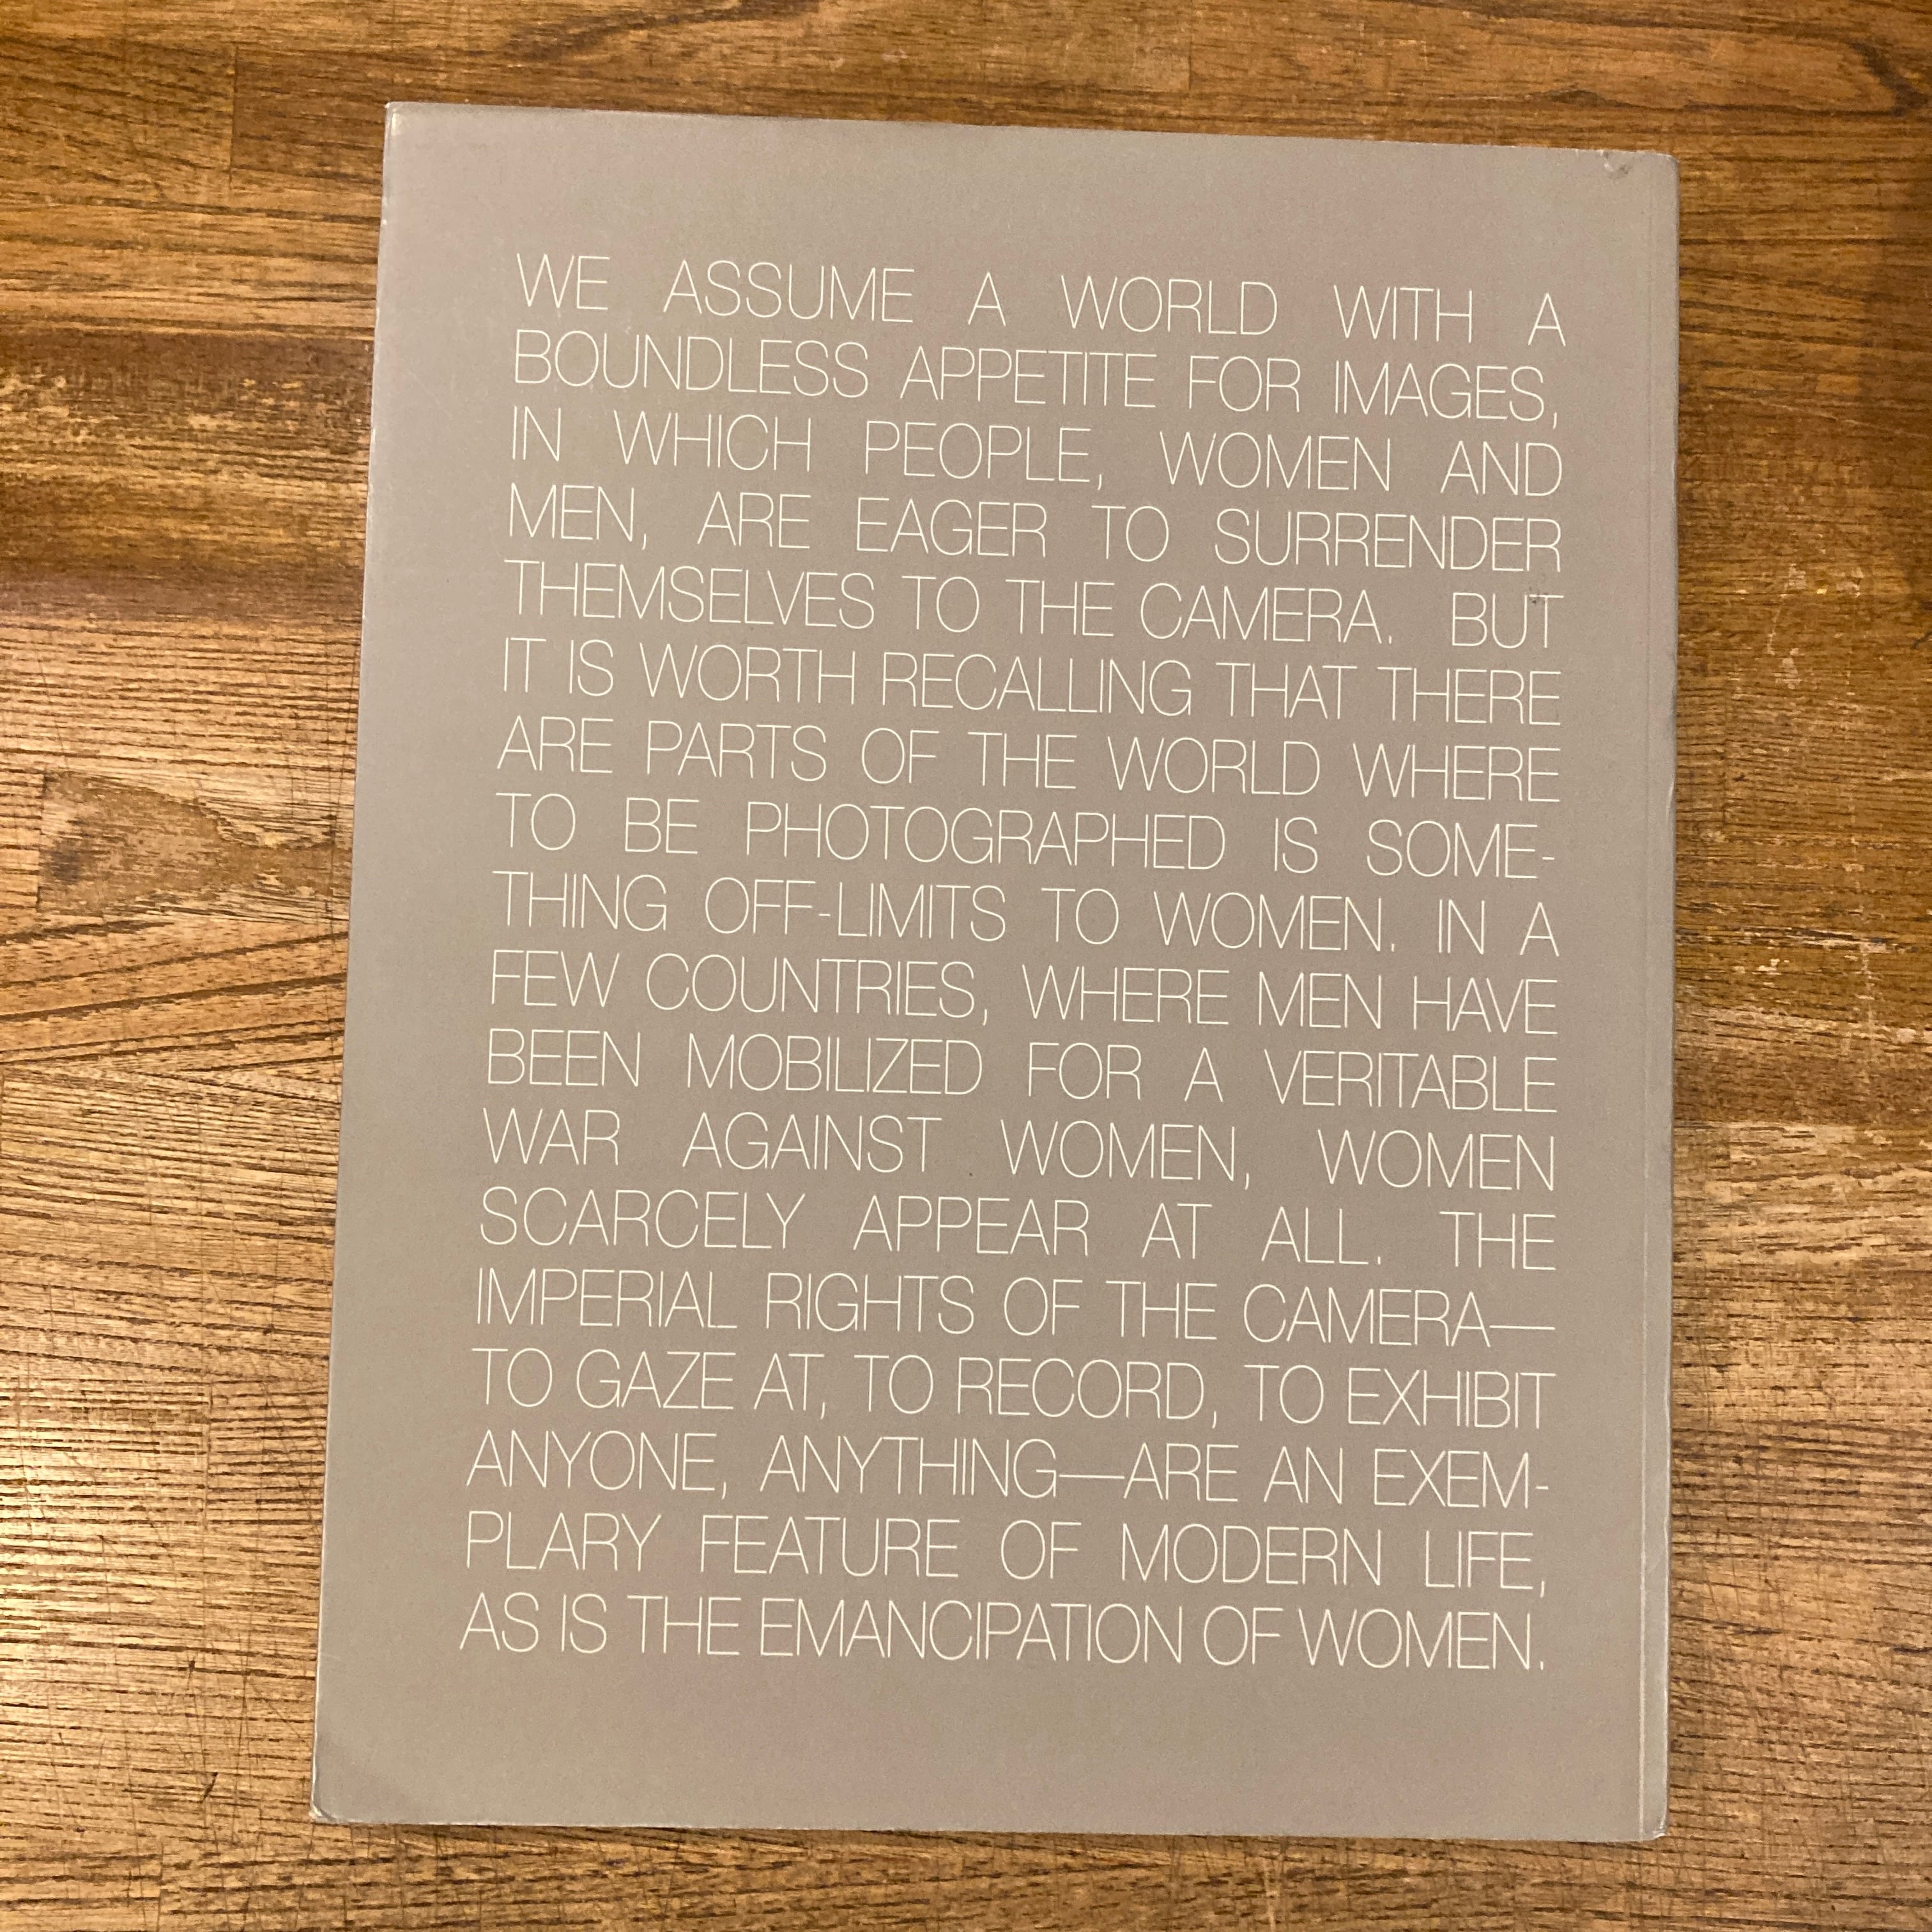 WE ASSUME A WORLD WITH A
BOUNDLESS APPETITE FOR IMAGES,
IN WHICH PEOPLE, WOMEN AND
MEN, ARE EAGER TO SURRENDER
THEMSELVES TO THE CAMERA. BUT
IT IS WORTH RECALLING THAT THERE
ARE PARTS OF THE WORLD WHERE
TO BE PHOTOGRAPHED IS SOME-
THING OFF-LIMITS TO WOMEN. IN A
FEW COUNTRIES, WHERE MEN HAVE
BEEN MOBILIZED FOR A VERITABLE
WAR AGAINST WOMEN, WOMEN
SCARCELY APPEAR AT ALL. THE
IMPERIAL RIGHTS OF THE CAMERA—
TO GAZE AT, TO RECORD, TO EXHIBIT
ANYONE, ANYTHING—ARE AN EXEM-
PLARY FEATURE OF MODERN LIFE,
AS IS THE EMANCIPATION OF WOMEN.